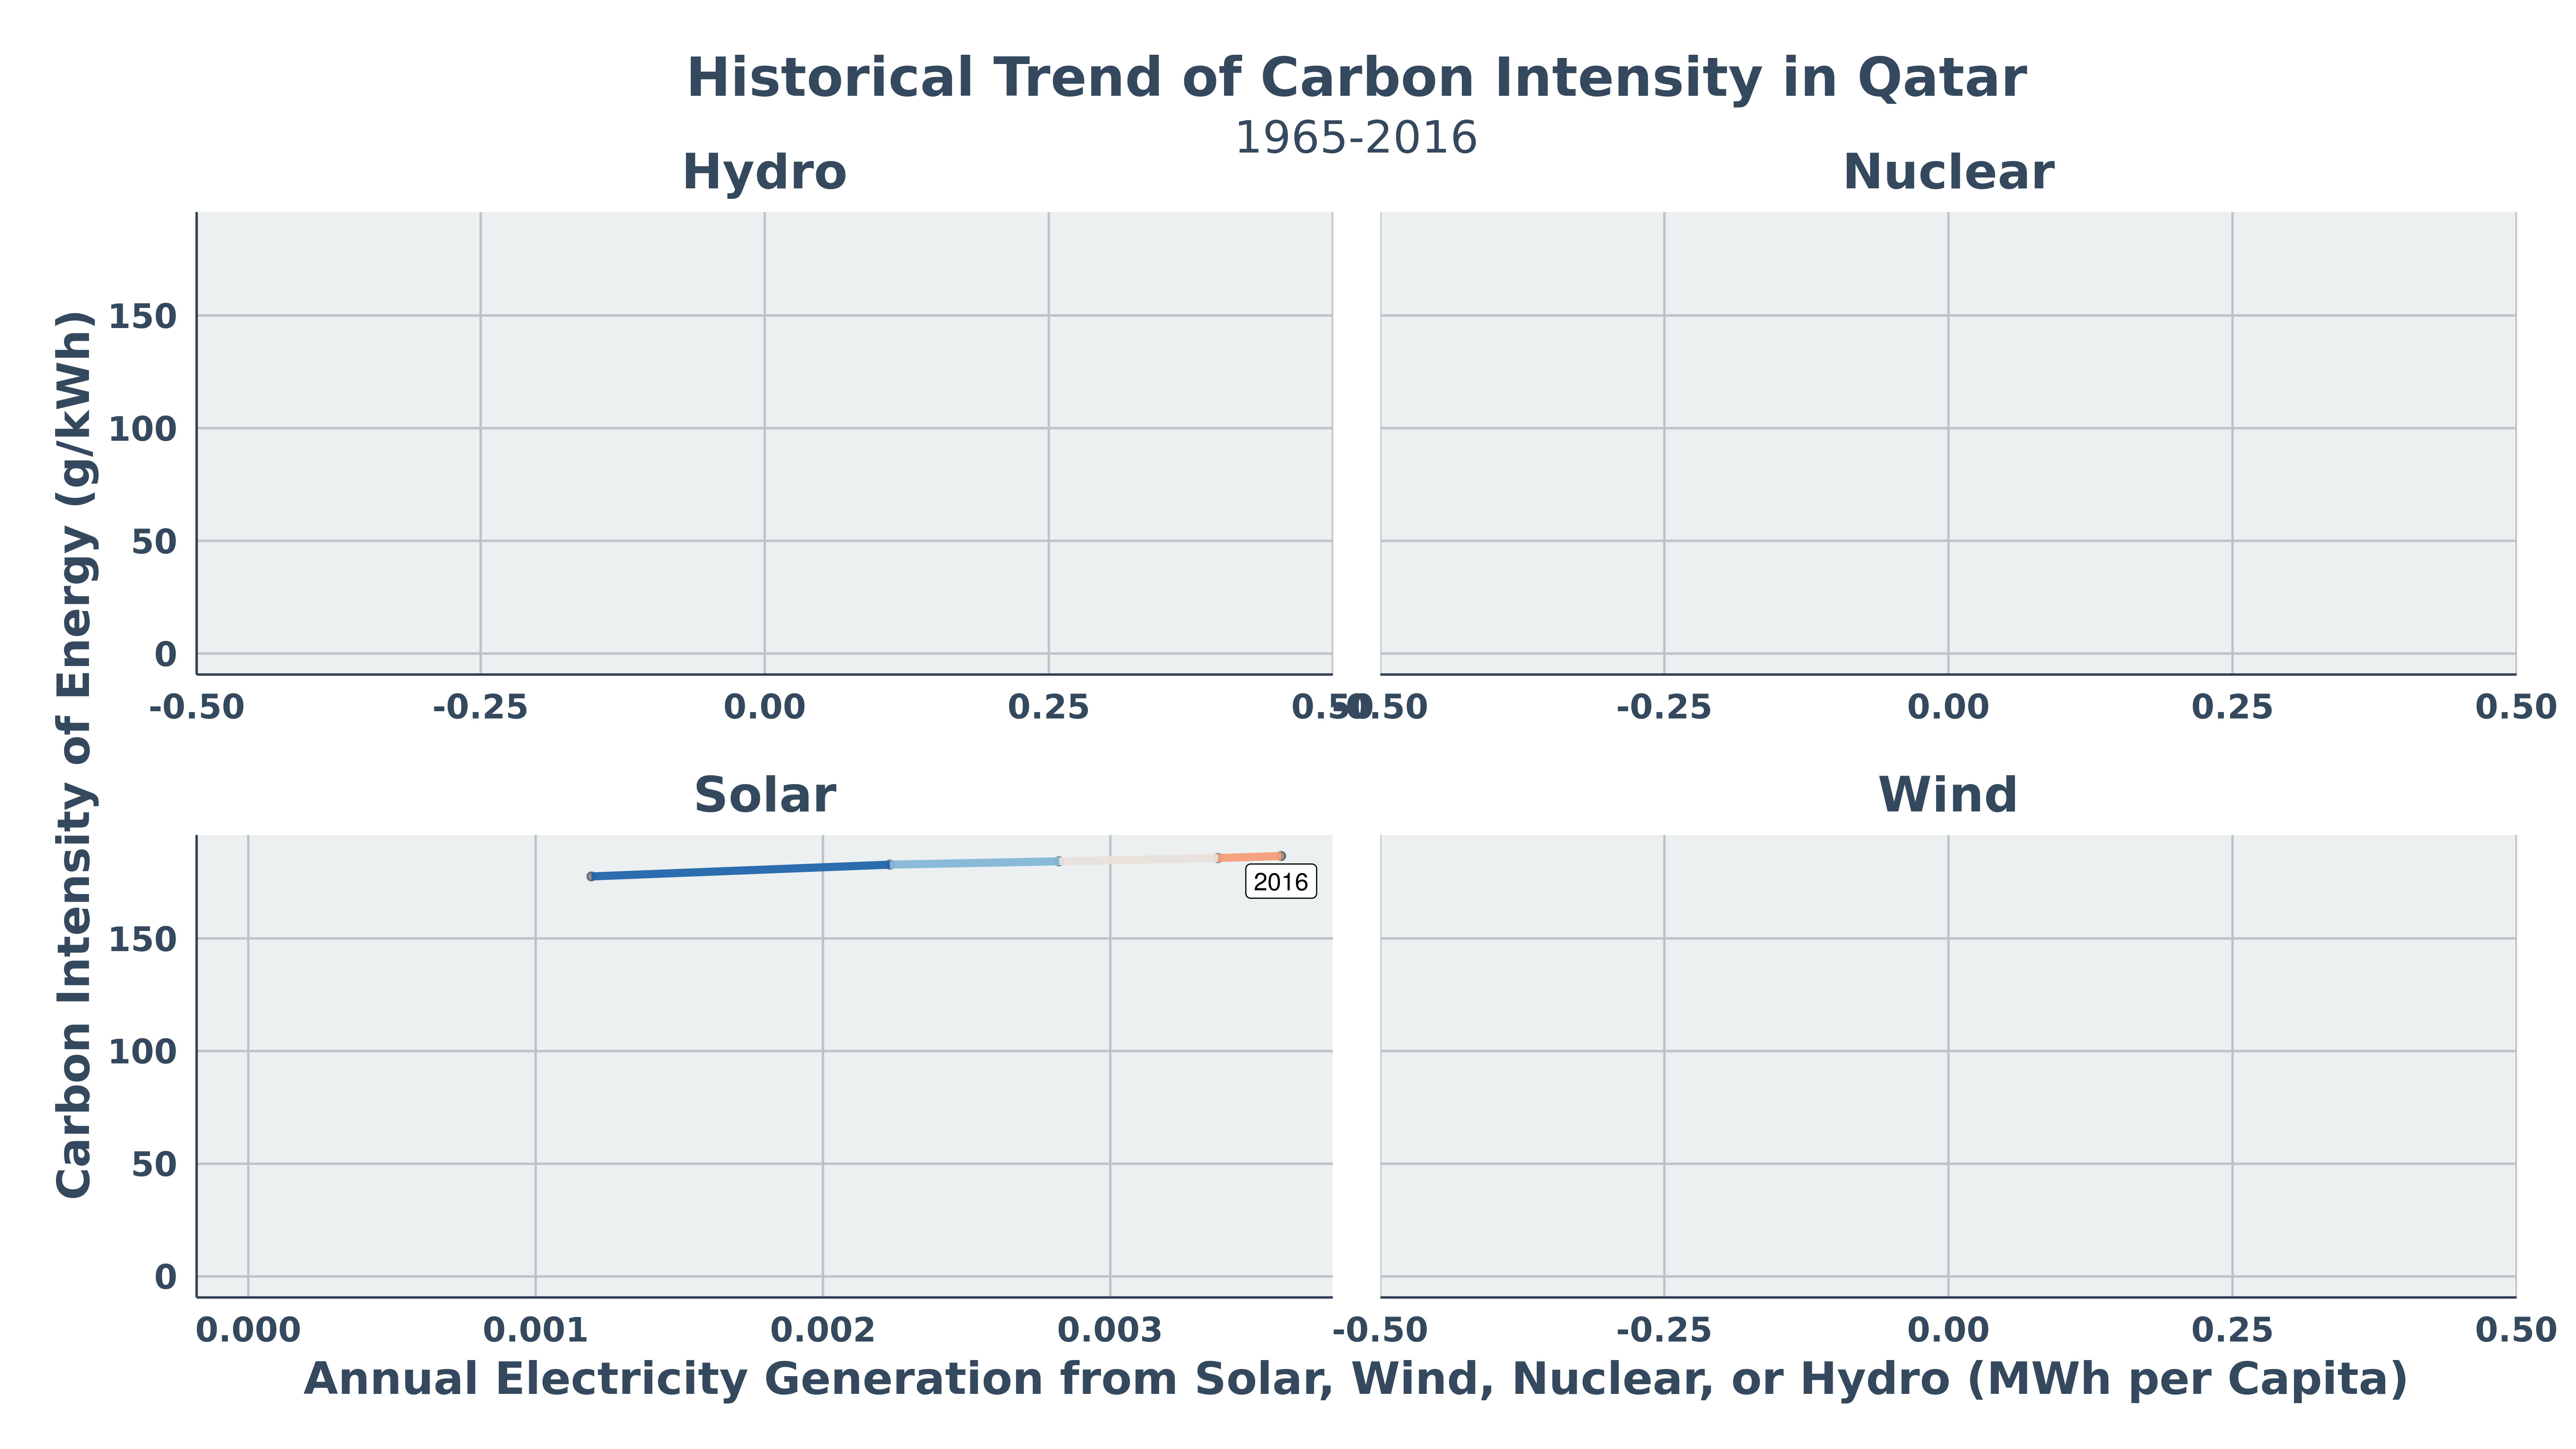 Historical Trend of Carbon Intensity in Qatar
1965-2016
Hydro
Nuclear
Carbon Intensity of Energy (g/kWh)
150
100
50
0
-0.50 -0.25 0.00 0.25 0.50
-0.50 -0.25 0.00 0.25 0.50
Solar
Wind
2016
150
100
50
0
0.000 0.001 0.002 0.003
-0.50 -0.25 0.00 0.25 0.50
Annual Electricity Generation from Solar, Wind, Nuclear, or Hydro (MWh per Capita)